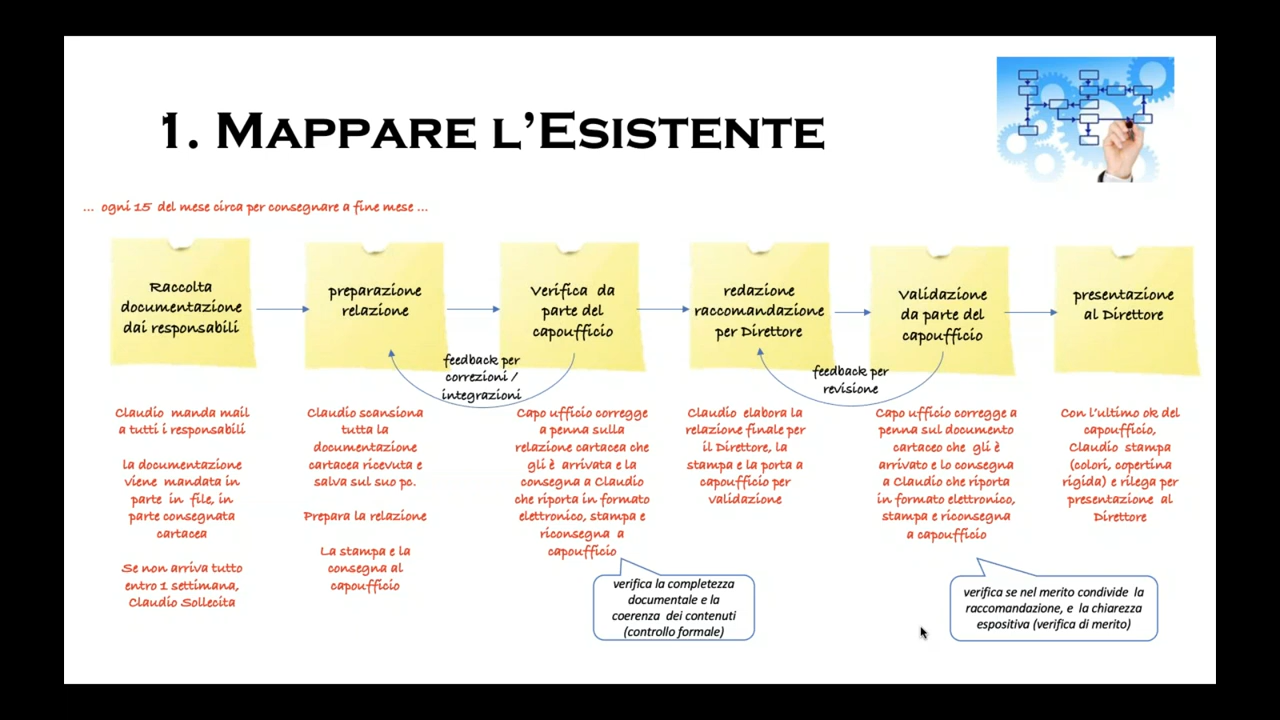 1. Mappare l'Esistente
... ogni 15 del mese circa per consegnare a fine mese ...
Raccolta
documentazione
dai responsabili
preparazione
relazione
Verifica da
parte del
capoufficio
redazione
raccomandazione
per Direttore
Validazione
da parte del
capoufficio
presentazione
al Direttore
feedback per
correzioni /
integrazioni
feedback per
revisione
Claudio manda mail
a tutti i responsabili
la documentazione
viene mandata in
parte in file, in
parte consegnata
cartacea
Se non arriva tutto
entro 1 settimana,
Claudio Sollecita
Claudio scansiona
tutta la
documentazione
cartacea ricevuta e
salva sul suo pc.
Prepara la relazione
La stampa e la
consegna al
capoufficio
Capo ufficio corregge
a penna sulla
relazione cartacea che
gli è arrivata e la
consegna a Claudio
che riporta in formato
elettronico, stampa e
riconsegna a
capoufficio
Claudio elabora la
relazione finale per
il Direttore, la
stampa e la porta a
capoufficio per
validazione
Capo ufficio corregge a
penna sul documento
cartaceo che gli è
arrivato e lo consegna
a Claudio che riporta
in formato elettronico,
stampa e riconsegna
a capoufficio
Con l'ultimo ok del
capoufficio,
Claudio stampa
(colori, copertina
rigida) e rilega per
presentazione al
Direttore
verifica la completezza
documentale e la
coerenza dei contenuti
(controllo formale)
verifica se nel merito condivide la
raccomandazione, e la chiarezza
espositiva (verifica di merito)